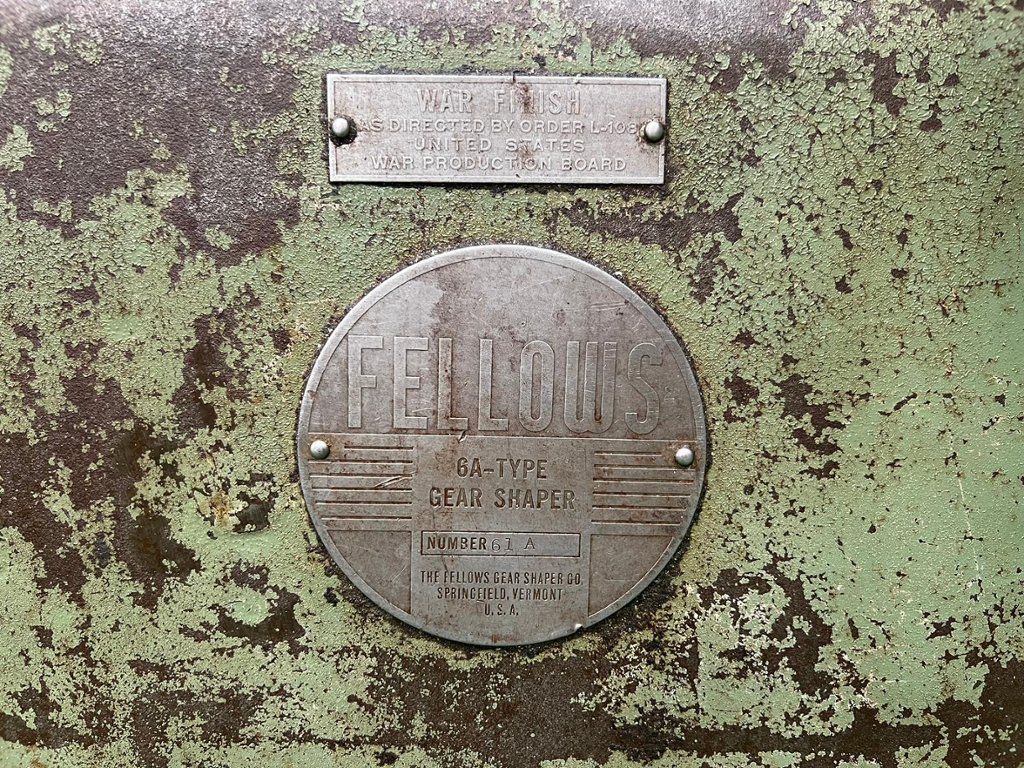 WAR FINISH
AS DIRECTED BY ORDER L-108
UNITED STATES
WAR PRODUCTION BOARD
FELLOWS
6A-TYPE
GEAR SHAPER
NUMBER 61 A
THE FELLOWS GEAR SHAPER CO
SPRINGFIELD, VERMONT
U.S.A.